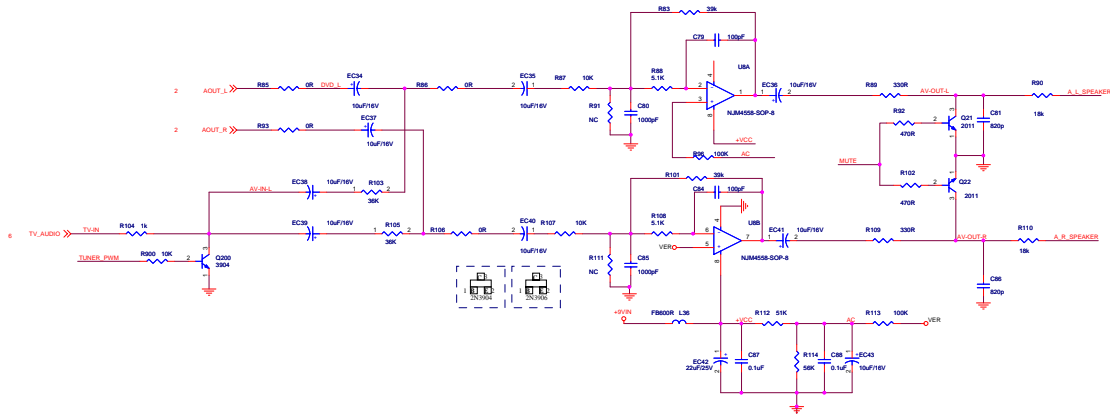 R83 39k
C79 100pF
U8A
EC34 EC35 R87 10K R88 5.1K EC36 10uF/16V R89 330R R90
2 AOUT_L R85 0R DVD_L R86 0R AV-OUT-L A_L_SPEAKER
10uF/16V 10uF/16V R91 NC C80 1000pF NJM4558-SOP-8 R92 470R Q21 2011 C81 820p 18k
2 AOUT_R R93 0R EC37 10uF/16V
+VCC
R96 100K AC
MUTE
R101 39k
EC38 10uF/16V R103 36K C84 100pF R102 470R Q22 2011
AV-IN-L
6 TV_AUDIO TV-IN R104 1k EC39 10uF/16V R105 36K R106 0R EC40 10uF/16V R107 10K R108 5.1K U8B EC41 10uF/16V R109 330R AV-OUT-R R110 18k A_R_SPEAKER
VER
NJM4558-SOP-8
TUNER_PWM R900 10K Q200 3904
R111 NC C85 1000pF
C86 820p
2N3904 2N3906
+9VIN FB600R L36 +VCC R112 51K AC R113 100K VER
EC42 22uF/25V C87 0.1uF R114 56K C88 0.1uF EC43 10uF/16V